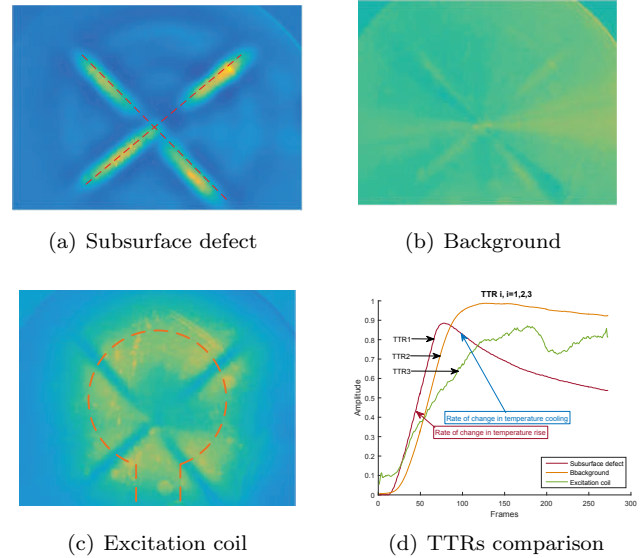 (a) Subsurface defect
(b) Background
(c) Excitation coil
TTR i, i=1,2,3
1
0.9
0.8
0.7
0.6
0.5
0.4
0.3
0.2
0.1
0
Amplitude
TTR1
TTR2
TTR3
Rate of change in temperature cooling
Rate of change in temperature rise
Subsurface defect
Bbackground
Excitation coil
0 50 100 150 200 250 300
Frames
(d) TTRs comparison